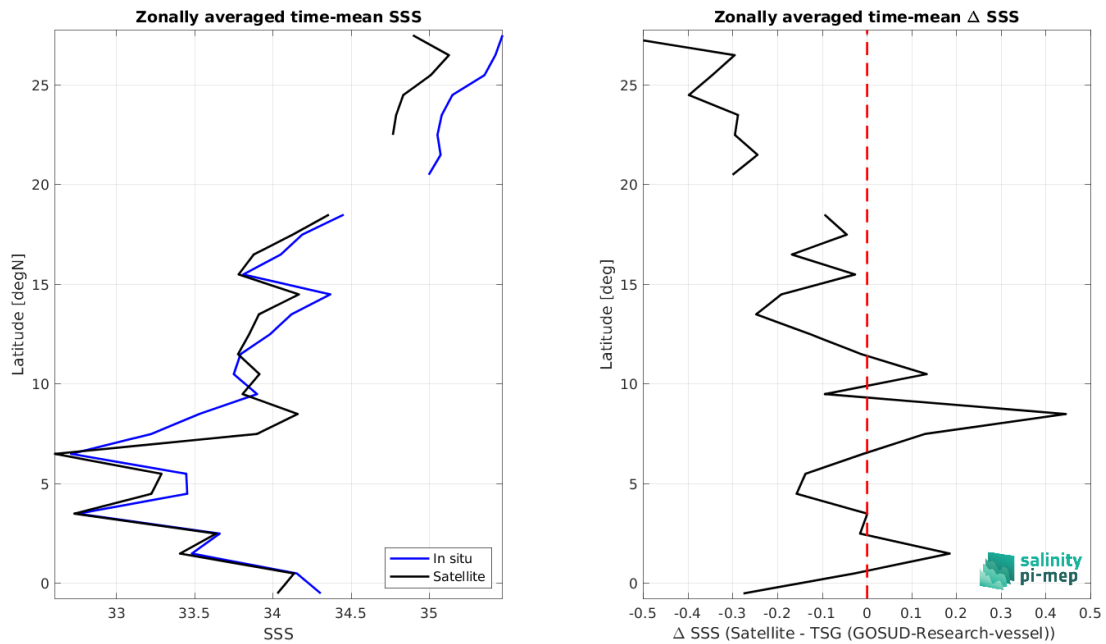 Zonally averaged time-mean SSS
Latitude [degN]
25
20
15
10
5
0
33
33.5
34
34.5
35
SSS
In situ
Satellite
Zonally averaged time-mean Δ SSS
Latitude [deg]
25
20
15
10
5
0
-0.5
-0.4
-0.3
-0.2
-0.1
0
0.1
0.2
0.3
0.4
0.5
Δ SSS (Satellite - TSG (GOSUD-Research-vessel))
salinity
pi-mep